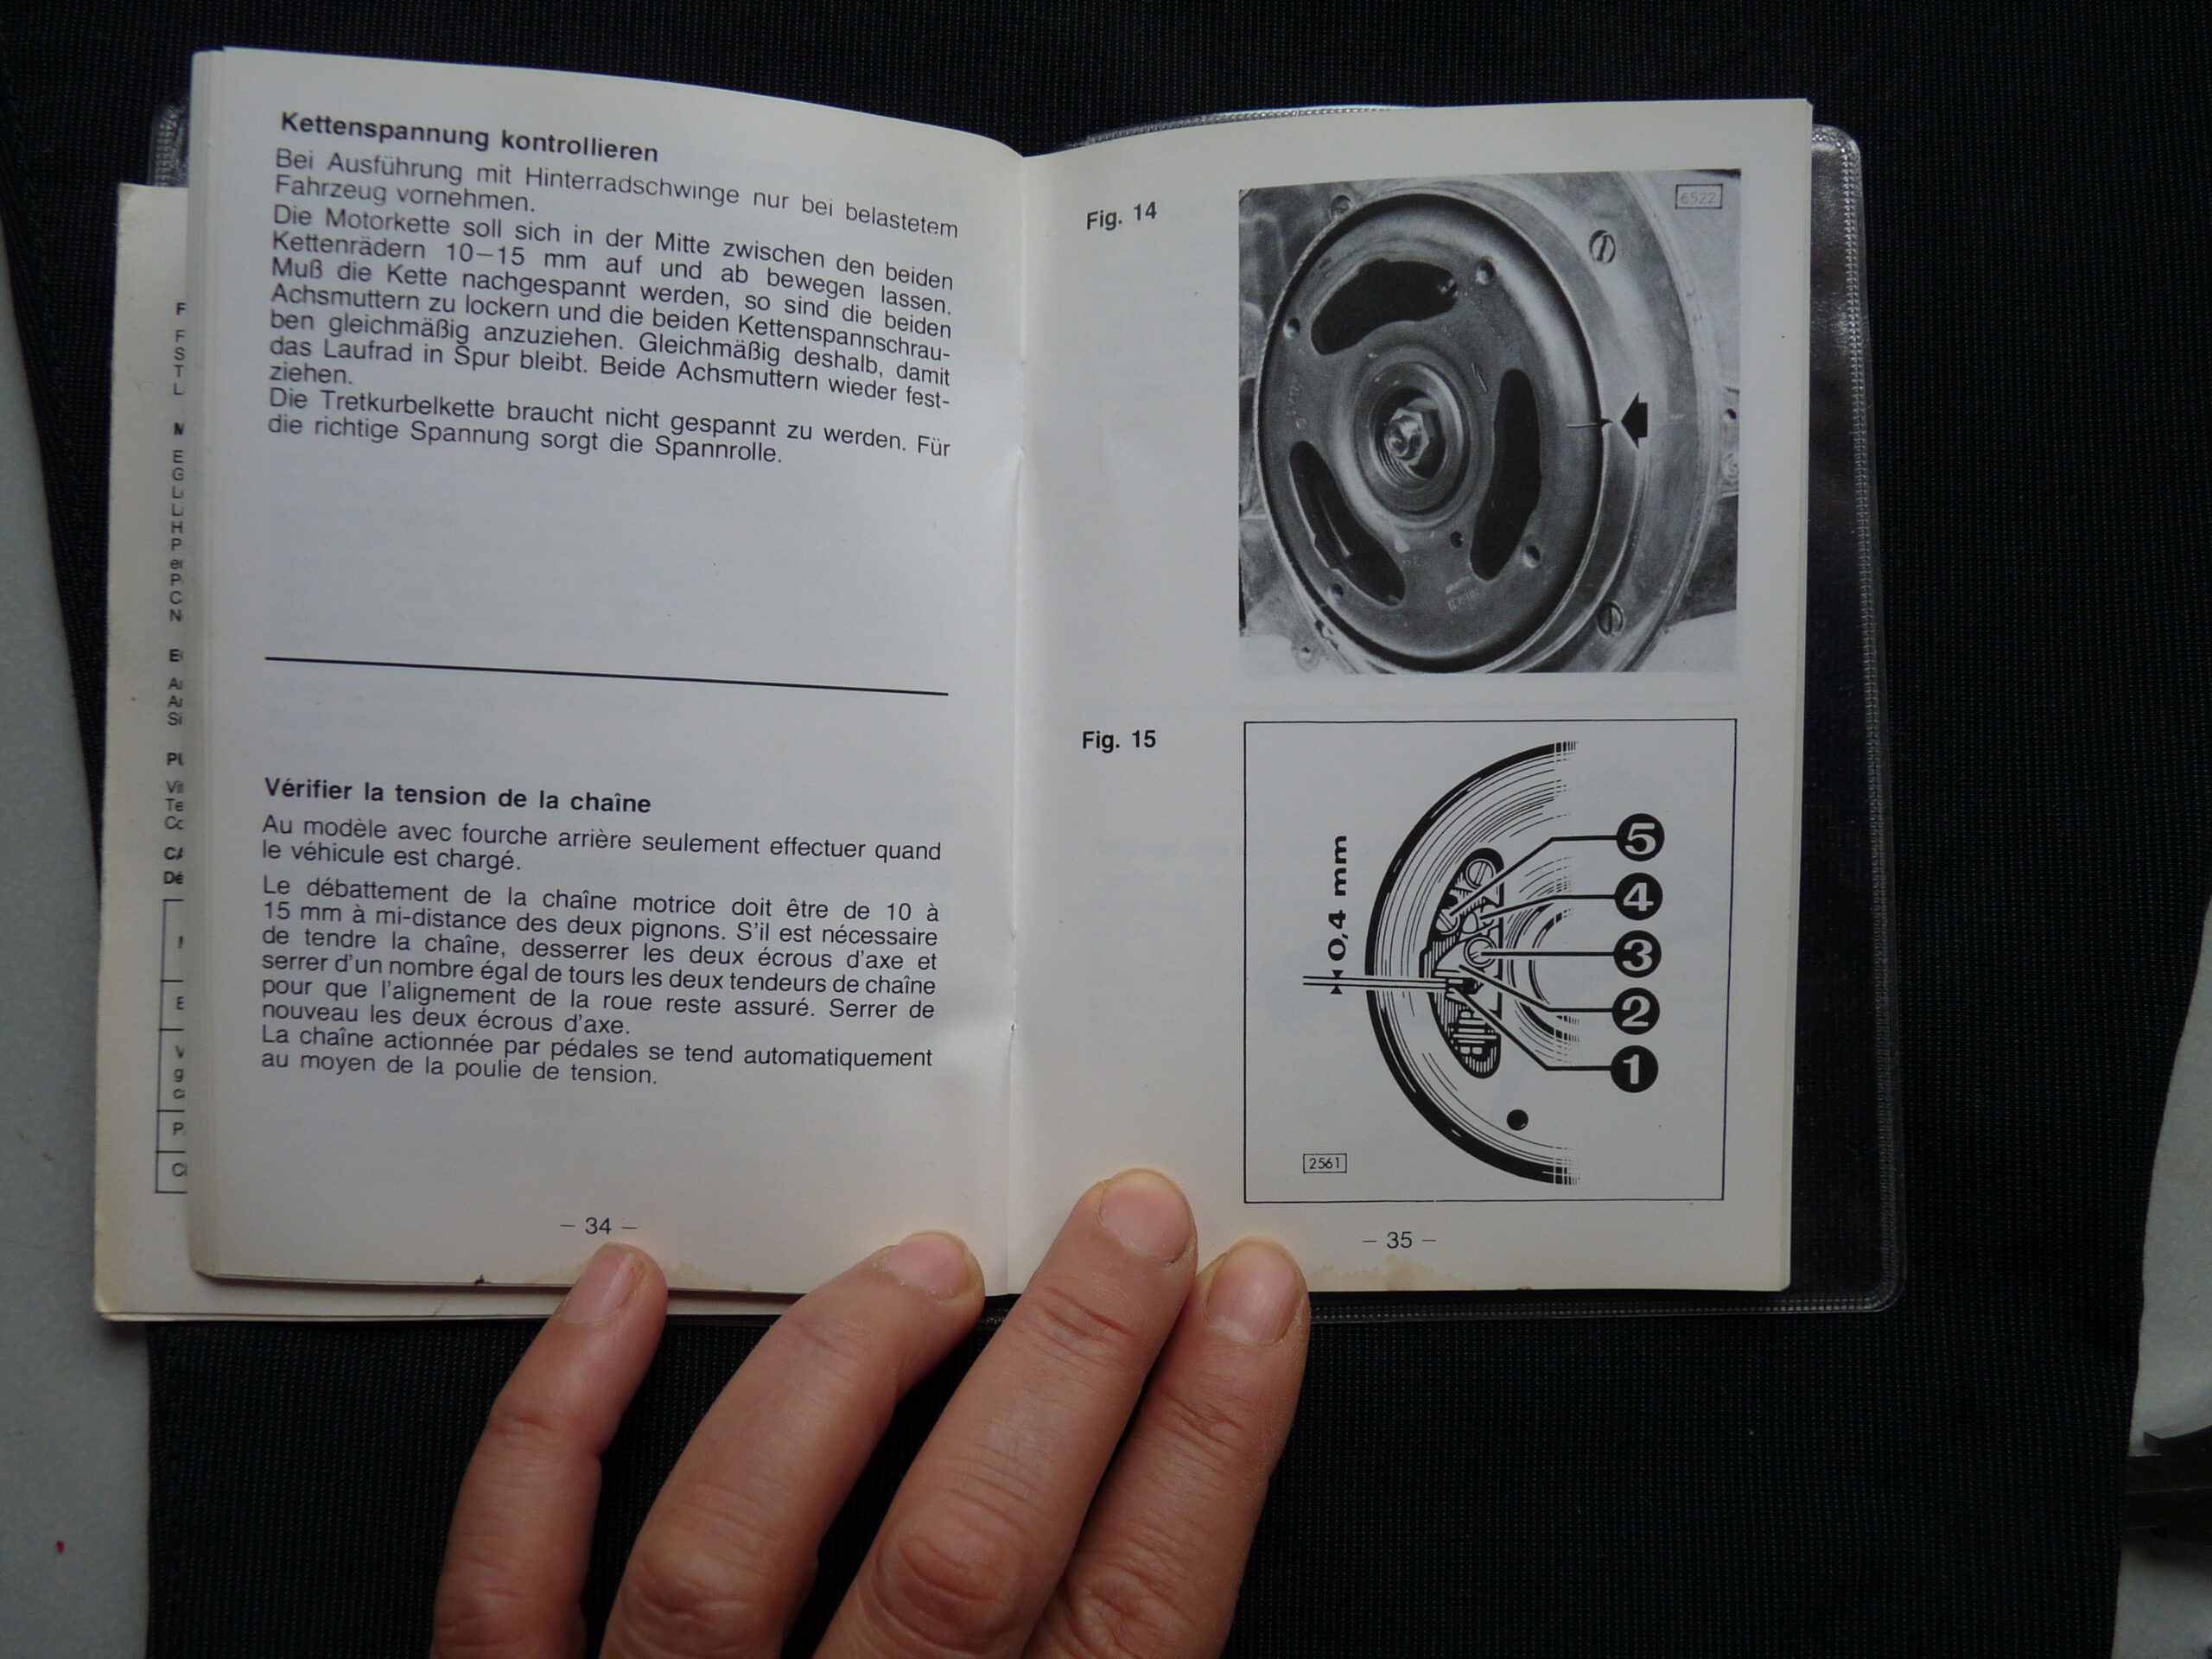 Kettenspannung kontrollieren
Bei Ausführung mit Hinterradschwinge nur bei belastetem
Fahrzeug vornehmen.
Die Motorkette soll sich in der Mitte zwischen den beiden
Kettenrädern 10–15 mm auf und ab bewegen lassen.
Muß die Kette nachgespannt werden, so sind die beiden
Achsmuttern zu lockern und die beiden Kettenspannschrau-
ben gleichmäßig anzuziehen. Gleichmäßig deshalb, damit
das Laufrad in Spur bleibt. Beide Achsmuttern wieder fest-
ziehen.
Die Tretkurbelkette braucht nicht gespannt zu werden. Für
die richtige Spannung sorgt die Spannrolle.
Vérifier la tension de la chaîne
Au modèle avec fourche arrière seulement effectuer quand
le véhicule est chargé.
Le débattement de la chaîne motrice doit être de 10 à
15 mm à mi-distance des deux pignons. S'il est nécessaire
de tendre la chaîne, desserrer les deux écrous d'axe et
serrer d'un nombre égal de tours les deux tendeurs de chaîne
pour que l'alignement de la roue reste assuré. Serrer de
nouveau les deux écrous d'axe.
La chaîne actionnée par pédales se tend automatiquement
au moyen de la poulie de tension.
– 34 –
Fig. 14
6522
Fig. 15
0,4 mm
5
4
3
2
1
2561
– 35 –